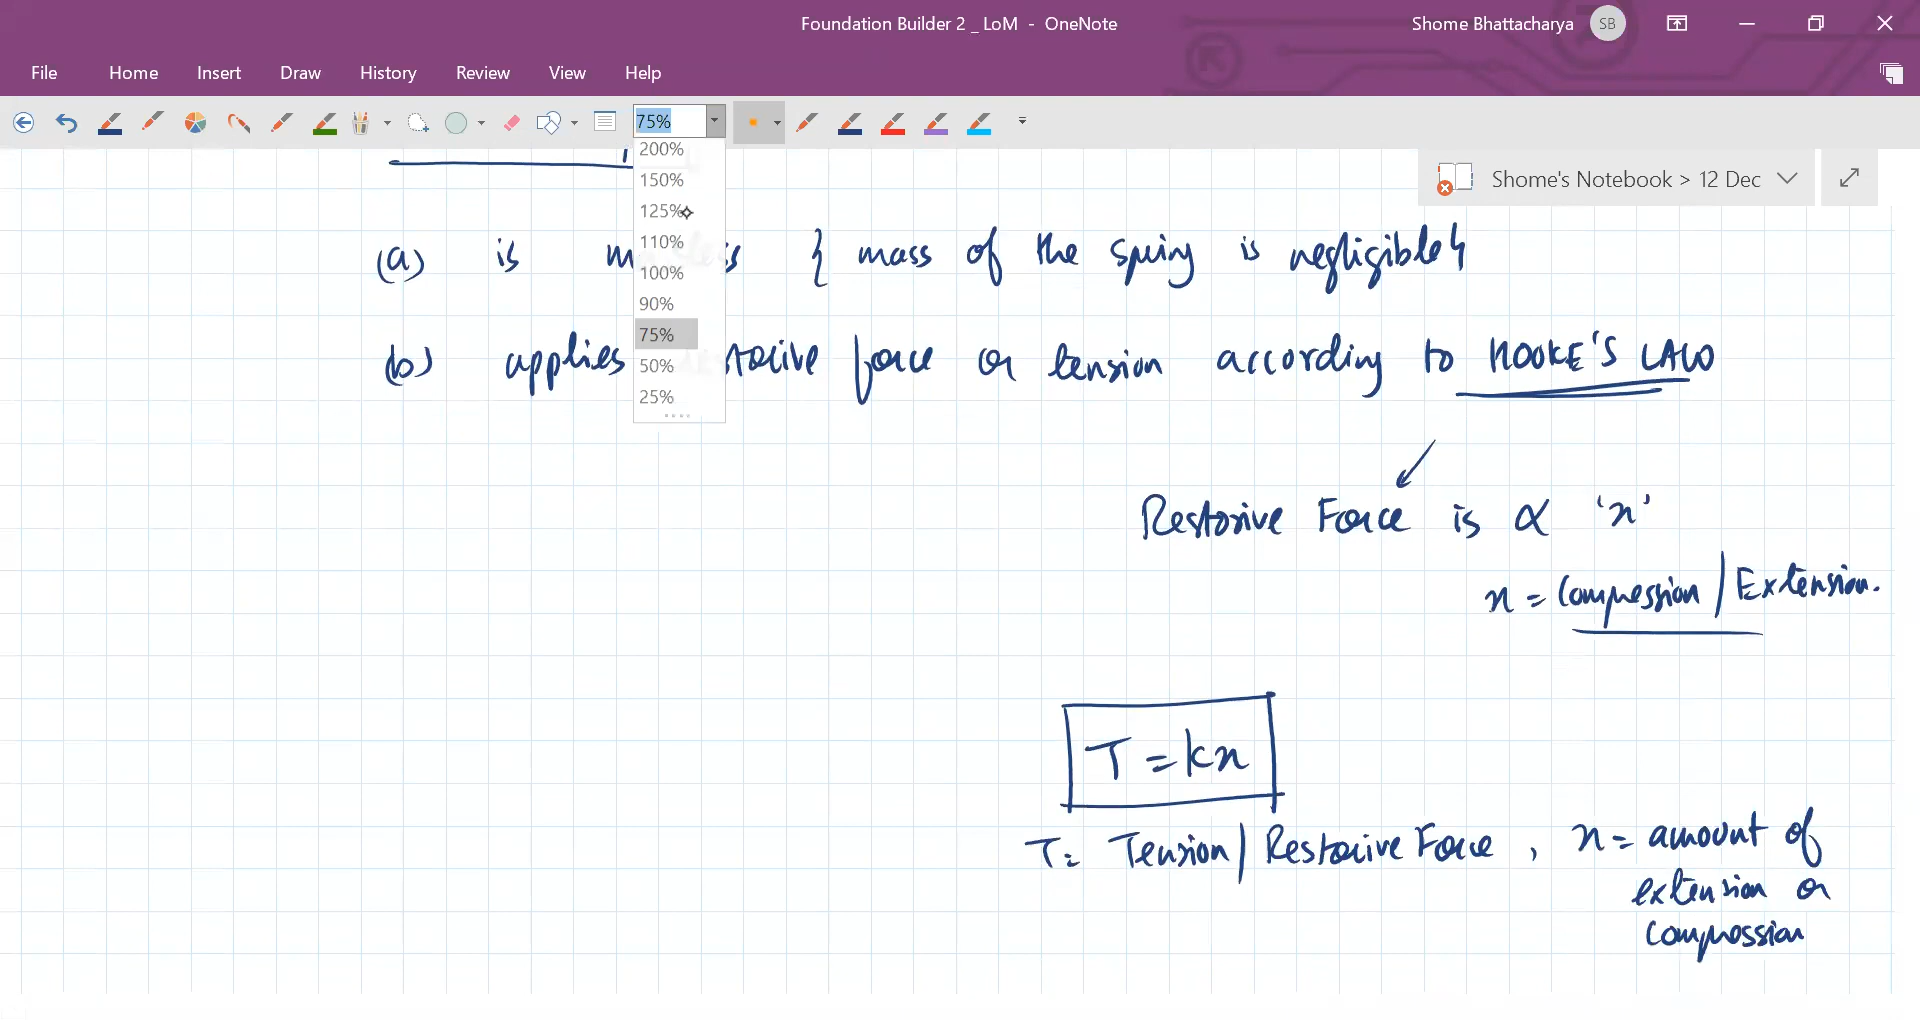 Foundation Builder 2 _ LoM - OneNote
Shome Bhattacharya SB
File Home Insert Draw History Review View Help
75%
200%
150%
125%
110%
100%
90%
75%
50%
25%
Shome's Notebook > 12 Dec
(a) is { mass of the spring is negligible }
(b) applies force or tension according to HOOKE'S LAW
Restorive Force is ∝ 'x'
x = Compression / Extension.
T = kx
T = Tension / Restorive Force , x = amount of
extension or
compression